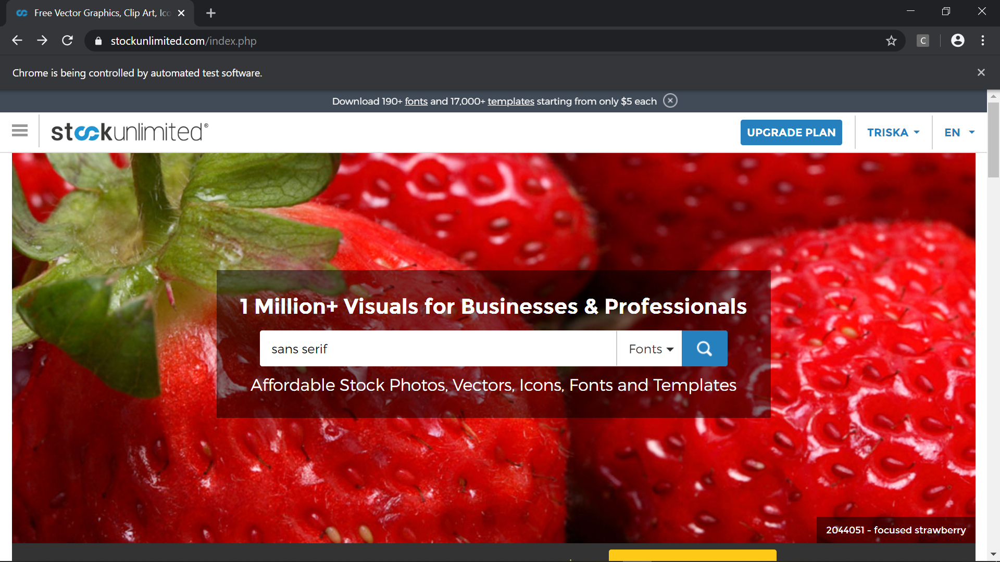 Free Vector Graphics, Clip Art, Ico
stockunlimited.com/index.php
C
Chrome is being controlled by automated test software.
Download 190+ fonts and 17,000+ templates starting from only $5 each
stockunlimited®
UPGRADE PLAN
TRISKA
EN
1 Million+ Visuals for Businesses & Professionals
sans serif
Fonts
Affordable Stock Photos, Vectors, Icons, Fonts and Templates
2044051 - focused strawberry